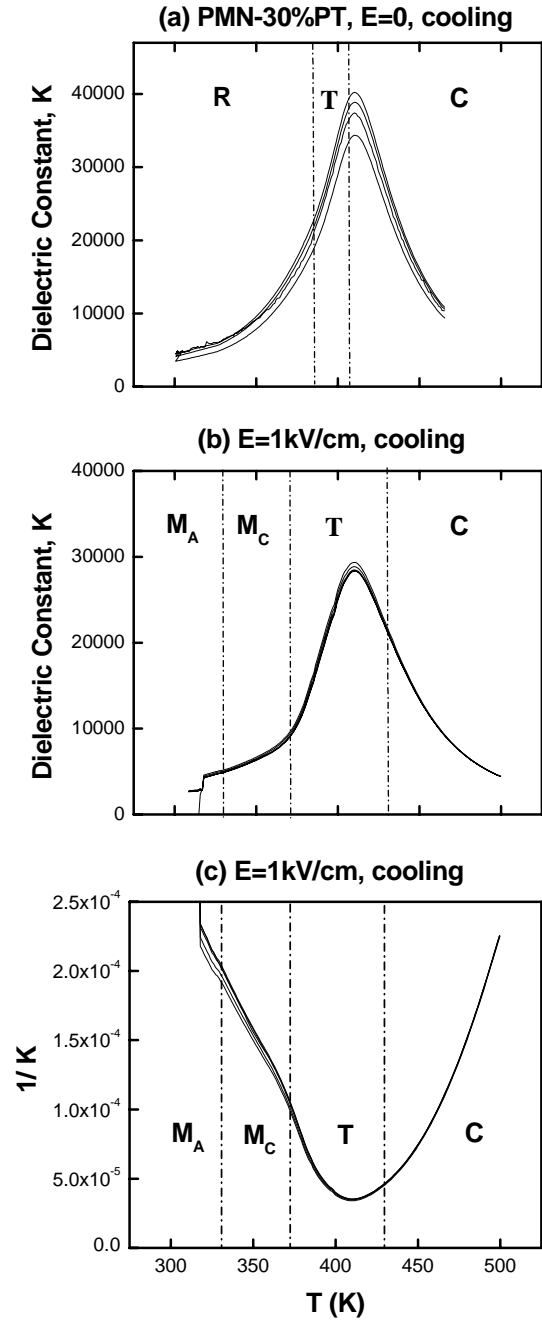 (a) PMN-30%PT, E=0, cooling
Dielectric Constant, K
40000
30000
20000
10000
0
R
T
C
(b) E=1kV/cm, cooling
Dielectric Constant, K
40000
30000
20000
10000
0
M_A
M_C
T
C
(c) E=1kV/cm, cooling
1/ K
2.5x10⁻⁴
2.0x10⁻⁴
1.5x10⁻⁴
1.0x10⁻⁴
5.0x10⁻⁵
0.0
M_A
M_C
T
C
300 350 400 450 500
T (K)